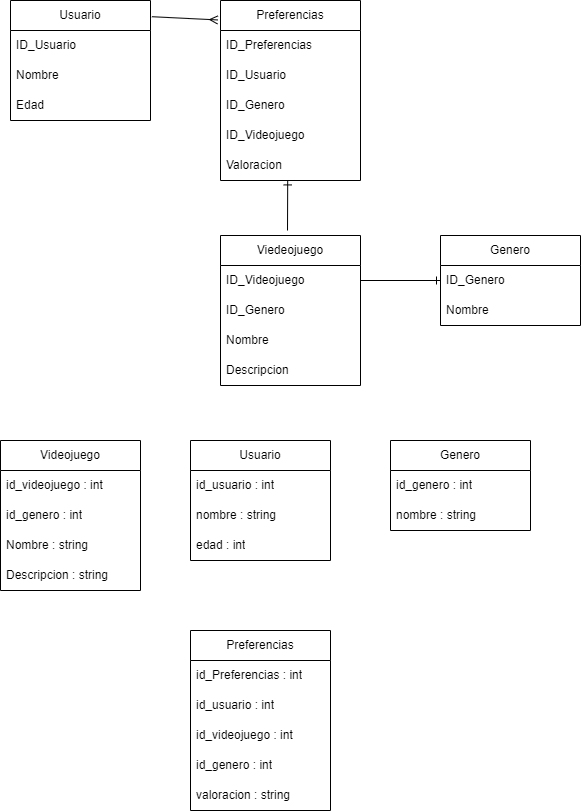 Usuario
ID_Usuario
Nombre
Edad
Preferencias
ID_Preferencias
ID_Usuario
ID_Genero
ID_Videojuego
Valoracion
Viedeojuego
ID_Videojuego
ID_Genero
Nombre
Descripcion
Genero
ID_Genero
Nombre
Videojuego
id_videojuego : int
id_genero : int
Nombre : string
Descripcion : string
Usuario
id_usuario : int
nombre : string
edad : int
Genero
id_genero : int
nombre : string
Preferencias
id_Preferencias : int
id_usuario : int
id_videojuego : int
id_genero : int
valoracion : string